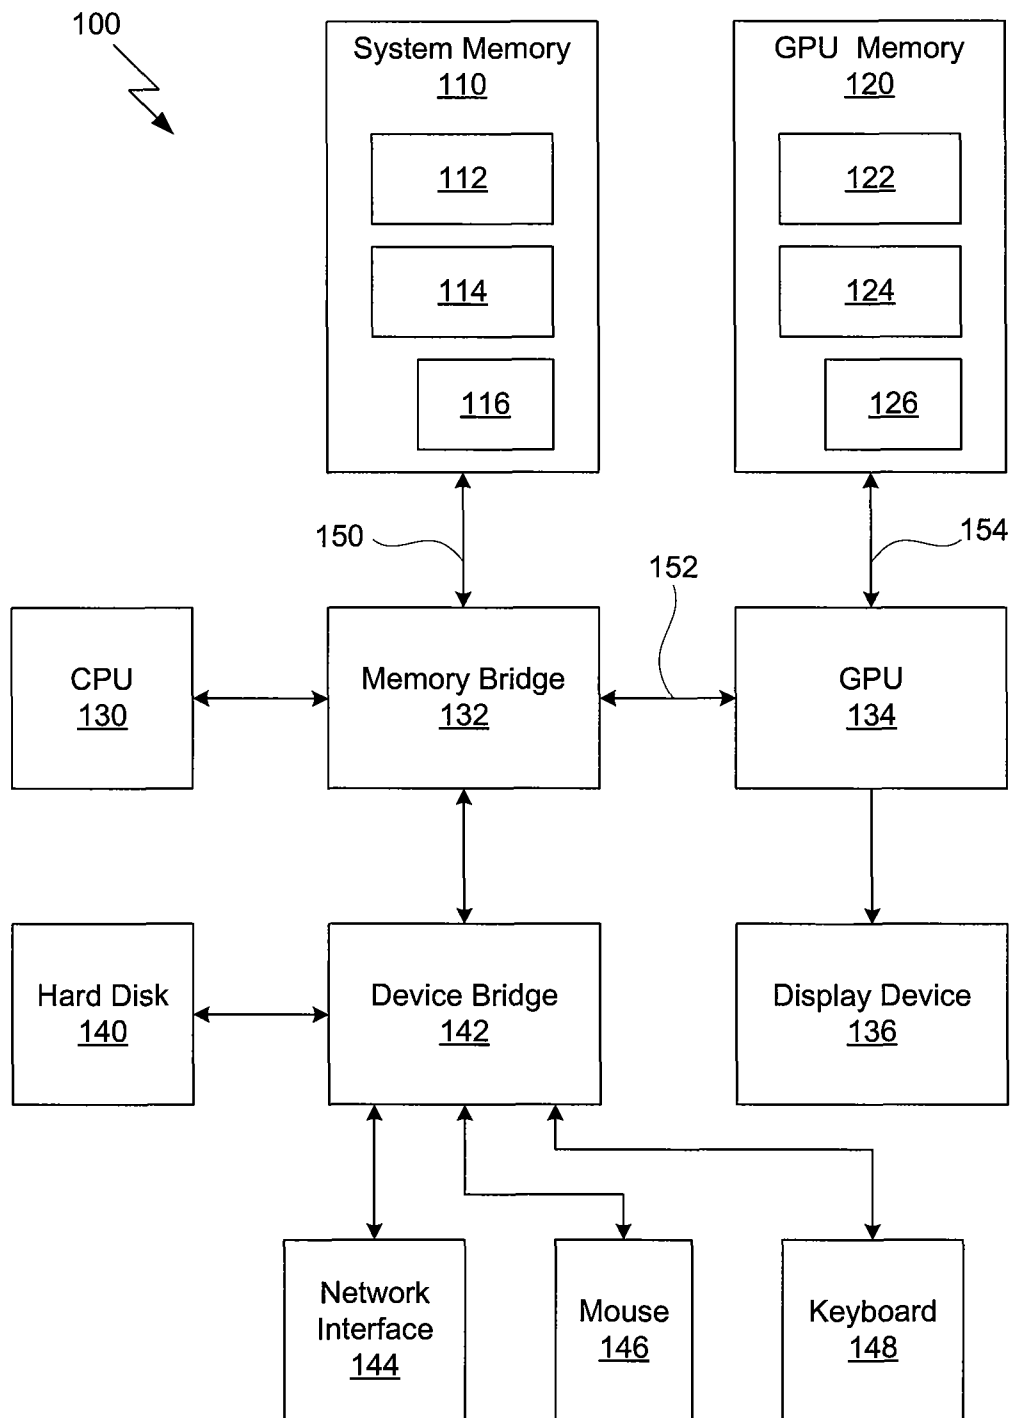 100
System Memory
110
112
114
116
GPU Memory
120
122
124
126
150
152
154
CPU
130
Memory Bridge
132
GPU
134
Hard Disk
140
Device Bridge
142
Display Device
136
Network
Interface
144
Mouse
146
Keyboard
148